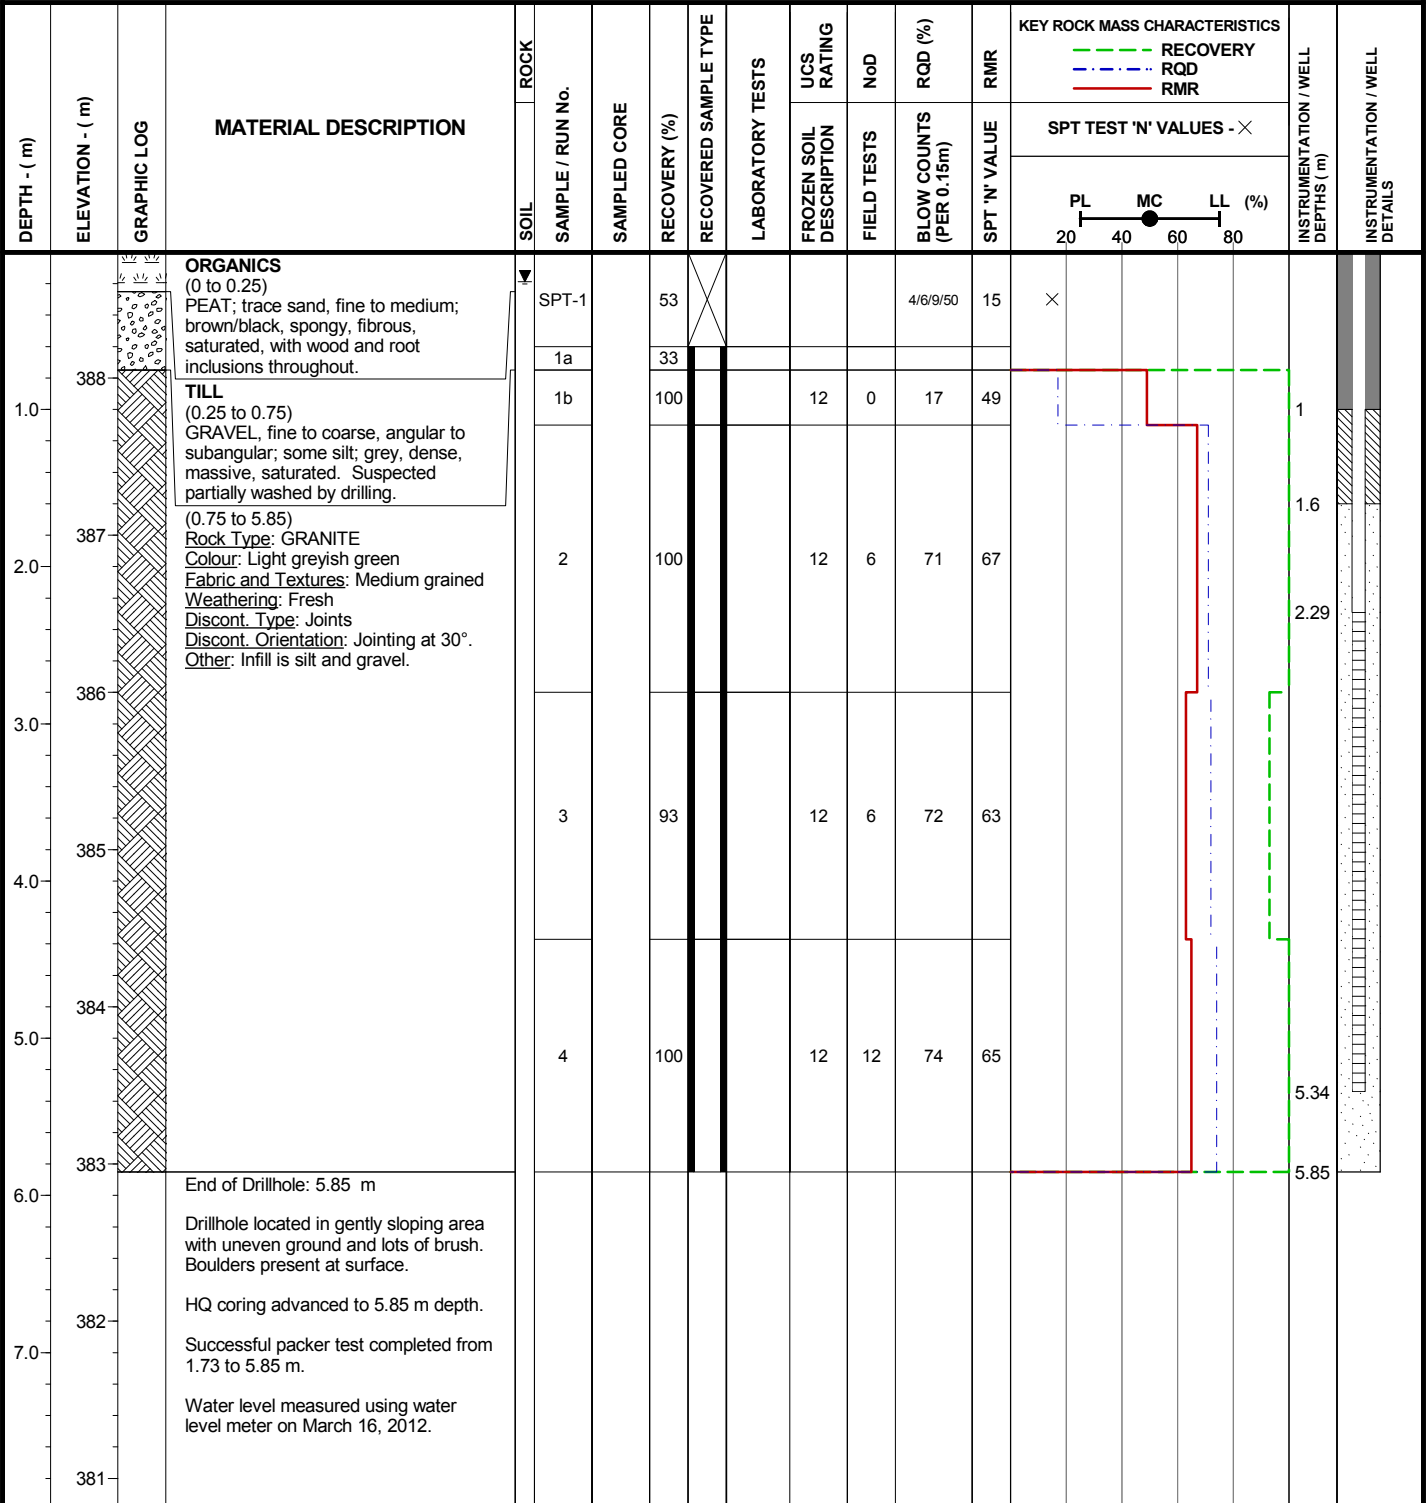 DEPTH - ( m)
ELEVATION - ( m)
GRAPHIC LOG
MATERIAL DESCRIPTION
SOIL
ROCK
SAMPLE / RUN No.
SAMPLED CORE
RECOVERY (%)
RECOVERED SAMPLE TYPE
LABORATORY TESTS
UCS RATING
FROZEN SOIL DESCRIPTION
NoD
FIELD TESTS
RQD (%)
BLOW COUNTS (PER 0.15m)
RMR
SPT 'N' VALUE
KEY ROCK MASS CHARACTERISTICS
RECOVERY
RQD
RMR
SPT TEST 'N' VALUES - ×
PL MC LL (%)
20 40 60 80
INSTRUMENTATION / WELL DEPTHS ( m)
INSTRUMENTATION / WELL DETAILS
ORGANICS
(0 to 0.25)
PEAT; trace sand, fine to medium;
brown/black, spongy, fibrous,
saturated, with wood and root
inclusions throughout.
TILL
(0.25 to 0.75)
GRAVEL, fine to coarse, angular to
subangular; some silt; grey, dense,
massive, saturated. Suspected
partially washed by drilling.
(0.75 to 5.85)
Rock Type: GRANITE
Colour: Light greyish green
Fabric and Textures: Medium grained
Weathering: Fresh
Discont. Type: Joints
Discont. Orientation: Jointing at 30°.
Other: Infill is silt and gravel.
End of Drillhole: 5.85 m
Drillhole located in gently sloping area
with uneven ground and lots of brush.
Boulders present at surface.
HQ coring advanced to 5.85 m depth.
Successful packer test completed from
1.73 to 5.85 m.
Water level measured using water
level meter on March 16, 2012.
1.0
2.0
3.0
4.0
5.0
6.0
7.0
388
387
386
385
384
383
382
381
SPT-1 53 4/6/9/50 15
1a 33
1b 100 12 0 17 49
2 100 12 6 71 67
3 93 12 6 72 63
4 100 12 12 74 65
1
1.6
2.29
5.34
5.85